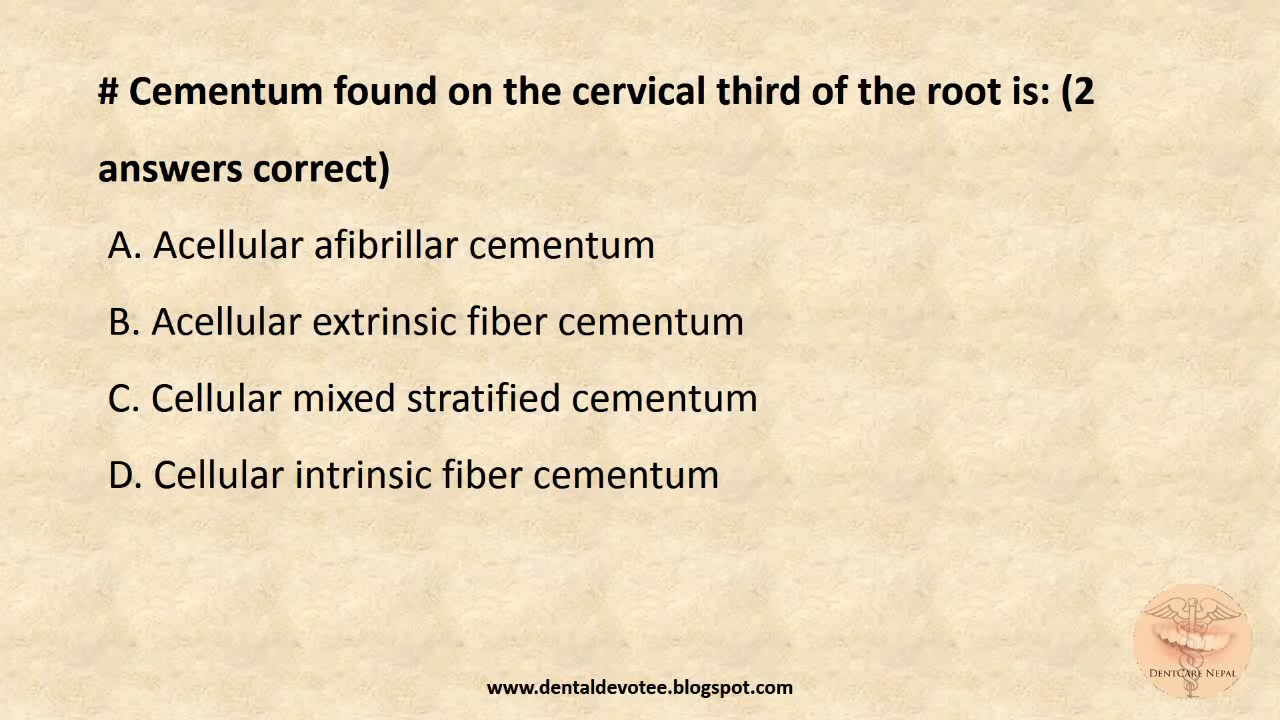 # Cementum found on the cervical third of the root is: (2
answers correct)
A. Acellular afibrillar cementum
B. Acellular extrinsic fiber cementum
C. Cellular mixed stratified cementum
D. Cellular intrinsic fiber cementum
DentCare Nepal
www.dentaldevotee.blogspot.com